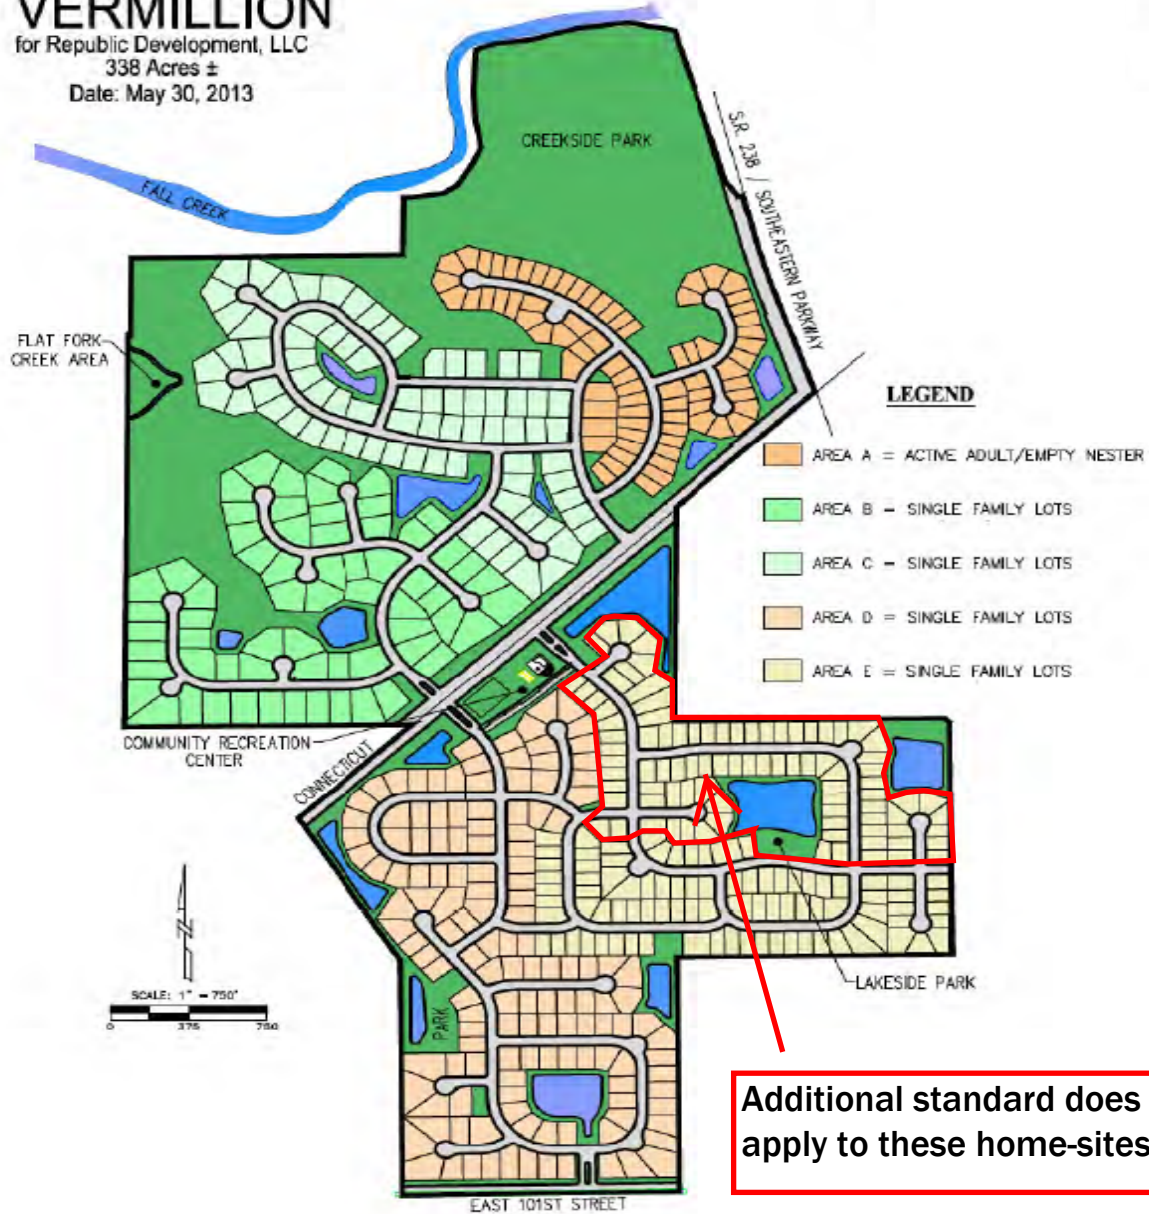 VERMILLION
for Republic Development, LLC
338 Acres ±
Date: May 30, 2013
CREEKSIDE PARK
S.R. 238 / SOUTHEASTERN PARKWAY
FALL CREEK
FLAT FORK
CREEK AREA
LEGEND
AREA A = ACTIVE ADULT/EMPTY NESTER
AREA B = SINGLE FAMILY LOTS
AREA C = SINGLE FAMILY LOTS
AREA D = SINGLE FAMILY LOTS
AREA E = SINGLE FAMILY LOTS
COMMUNITY RECREATION
CENTER
CONNECTICUT
N
SCALE: 1" = 750'
0 375 750
PARK
LAKESIDE PARK
Additional standard does
apply to these home-sites
EAST 101ST STREET